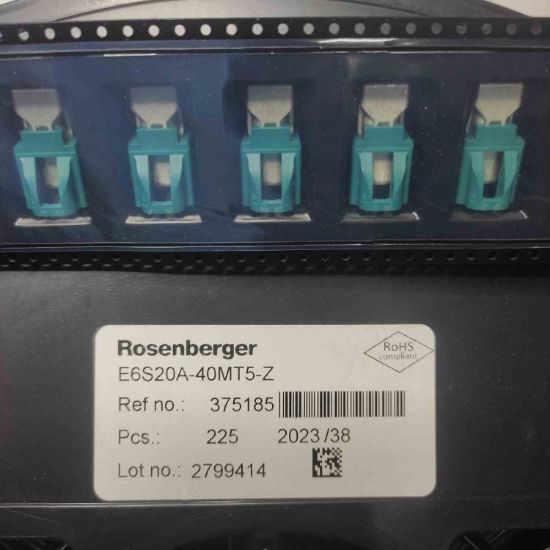 Rosenberger
RoHS
compliant
E6S20A-40MT5-Z
Ref no.: 375185
Pcs.: 225 2023/38
Lot no.: 2799414